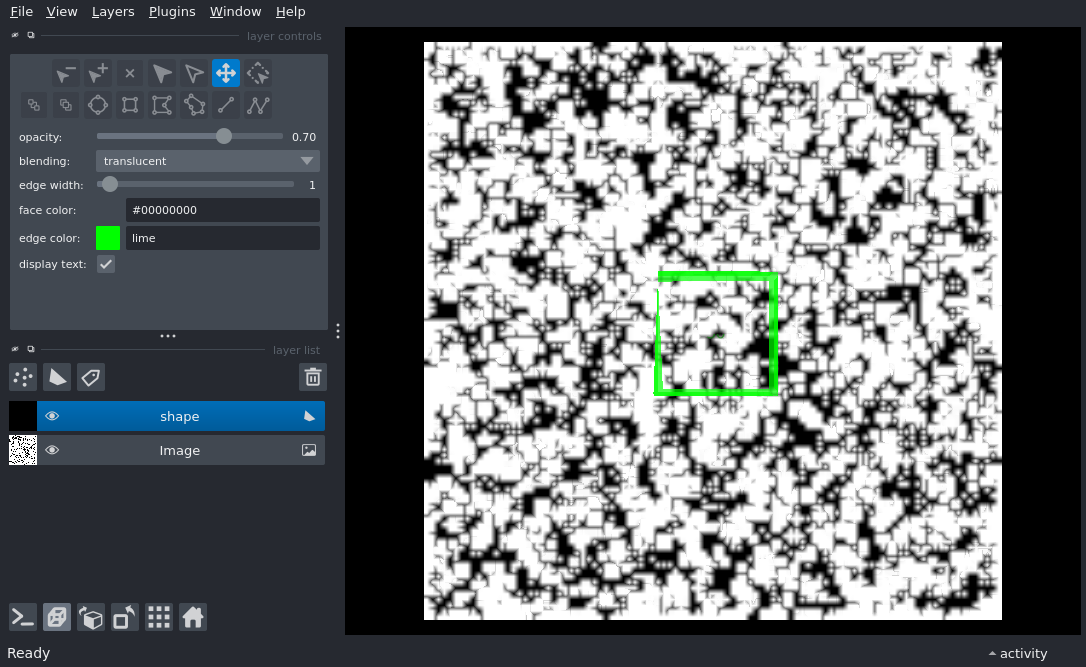 File View Layers Plugins Window Help
layer controls
opacity: 0.70
blending: translucent
edge width: 1
face color: #00000000
edge color: lime
display text:
layer list
shape
Image
Ready
activity